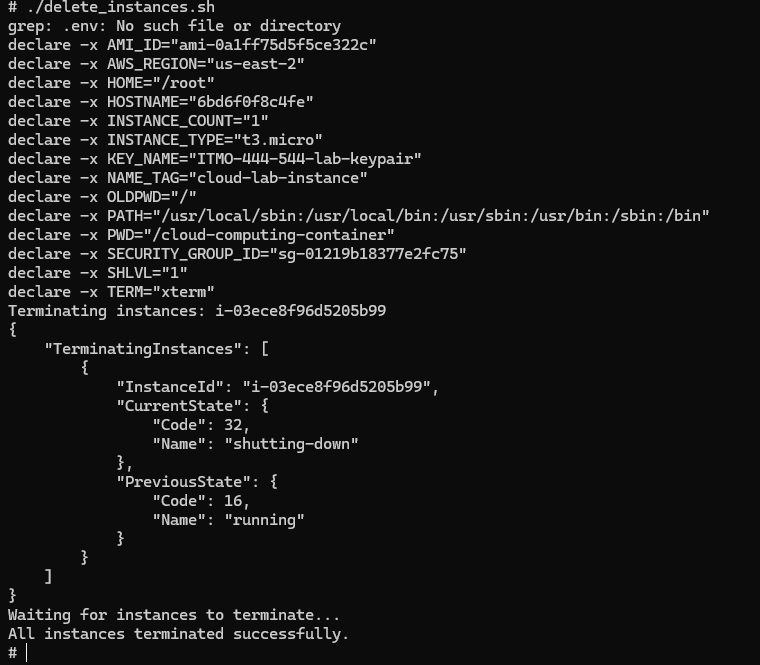 # ./delete_instances.sh
grep: .env: No such file or directory
declare -x AMI_ID="ami-0a1ff75d5f5ce322c"
declare -x AWS_REGION="us-east-2"
declare -x HOME="/root"
declare -x HOSTNAME="6bd6f0f8c4fe"
declare -x INSTANCE_COUNT="1"
declare -x INSTANCE_TYPE="t3.micro"
declare -x KEY_NAME="ITMO-444-544-lab-keypair"
declare -x NAME_TAG="cloud-lab-instance"
declare -x OLDPWD="/"
declare -x PATH="/usr/local/sbin:/usr/local/bin:/usr/sbin:/usr/bin:/sbin:/bin"
declare -x PWD="/cloud-computing-container"
declare -x SECURITY_GROUP_ID="sg-01219b18377e2fc75"
declare -x SHLVL="1"
declare -x TERM="xterm"
Terminating instances: i-03ece8f96d5205b99
{
    "TerminatingInstances": [
        {
            "InstanceId": "i-03ece8f96d5205b99",
            "CurrentState": {
                "Code": 32,
                "Name": "shutting-down"
            },
            "PreviousState": {
                "Code": 16,
                "Name": "running"
            }
        }
    ]
}
Waiting for instances to terminate...
All instances terminated successfully.
#